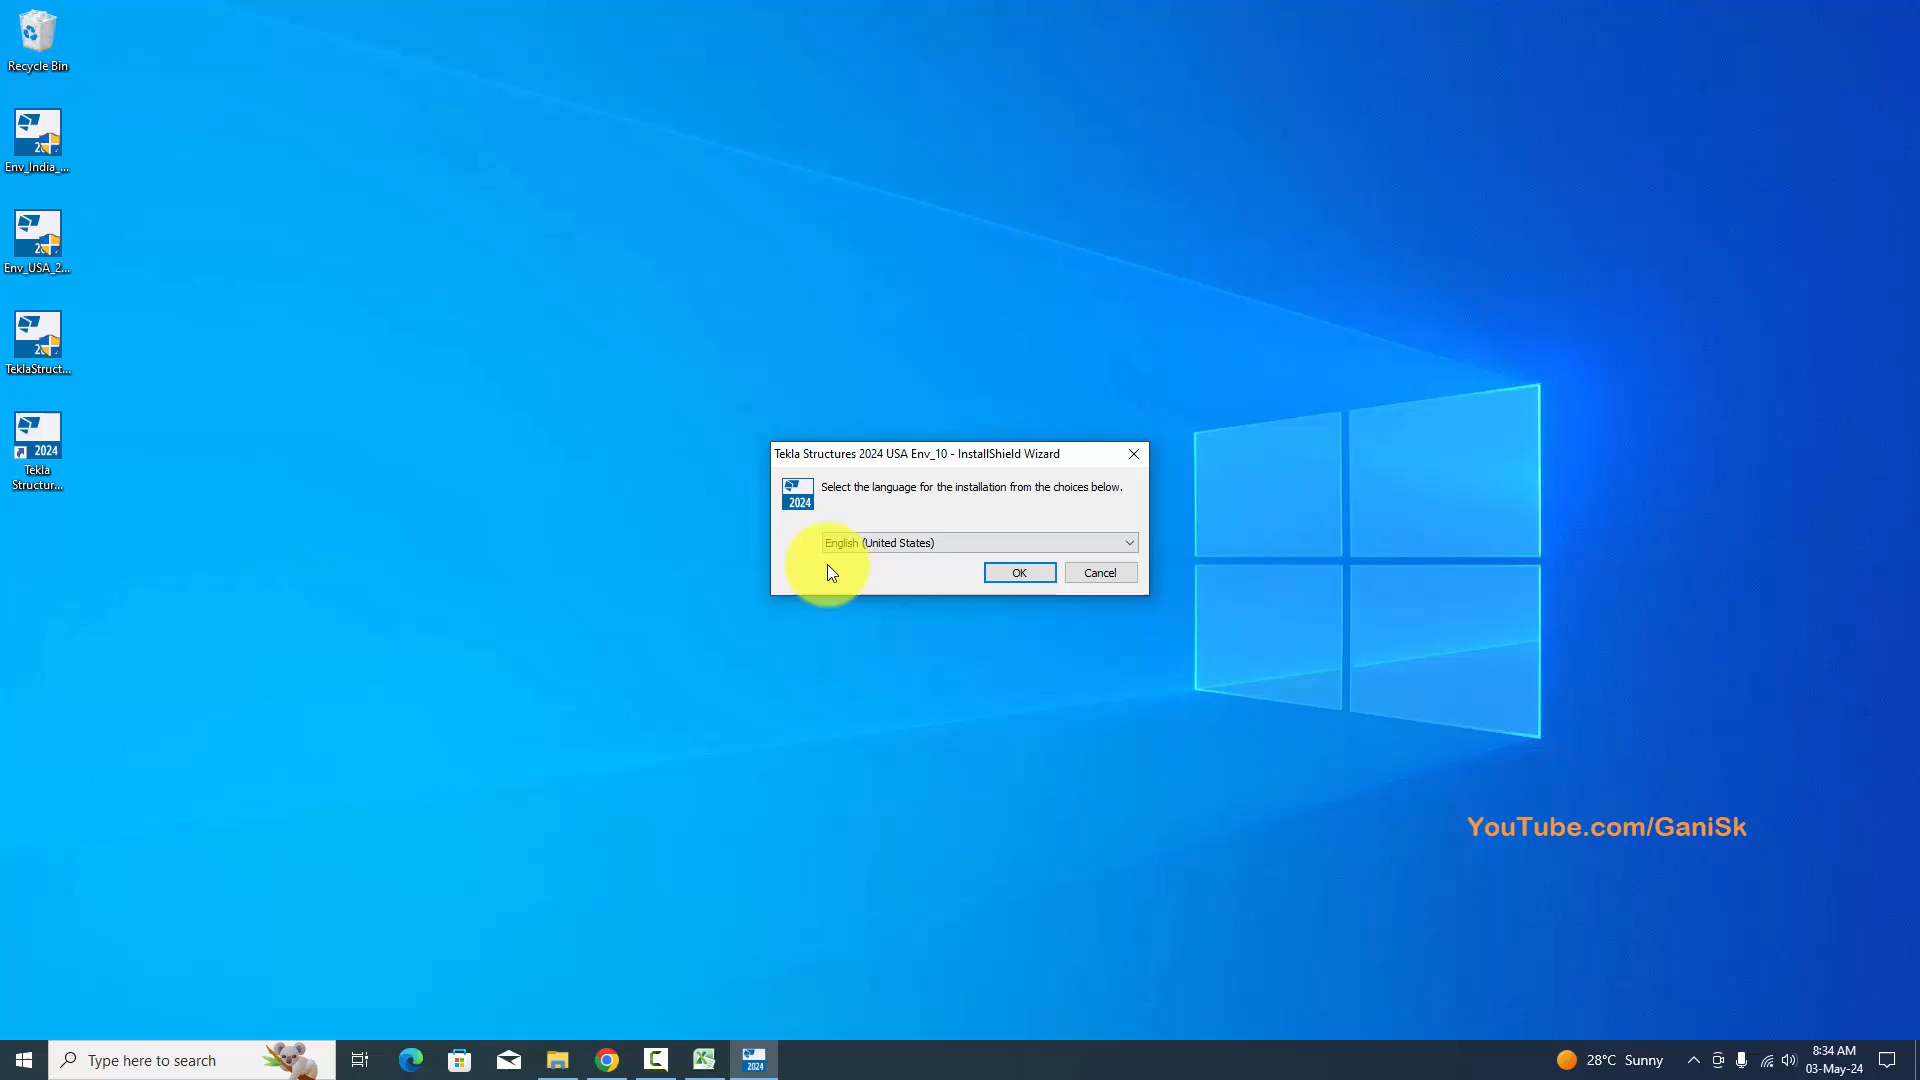 Recycle Bin
Env_India_...
Env_USA_2...
TeklaStruct...
2024
Tekla
Structur...
Tekla Structures 2024 USA Env_10 - InstallShield Wizard
2024
Select the language for the installation from the choices below.
English (United States)
OK
Cancel
YouTube.com/GaniSk
Type here to search
2024
28°C Sunny
8:34 AM
03-May-24